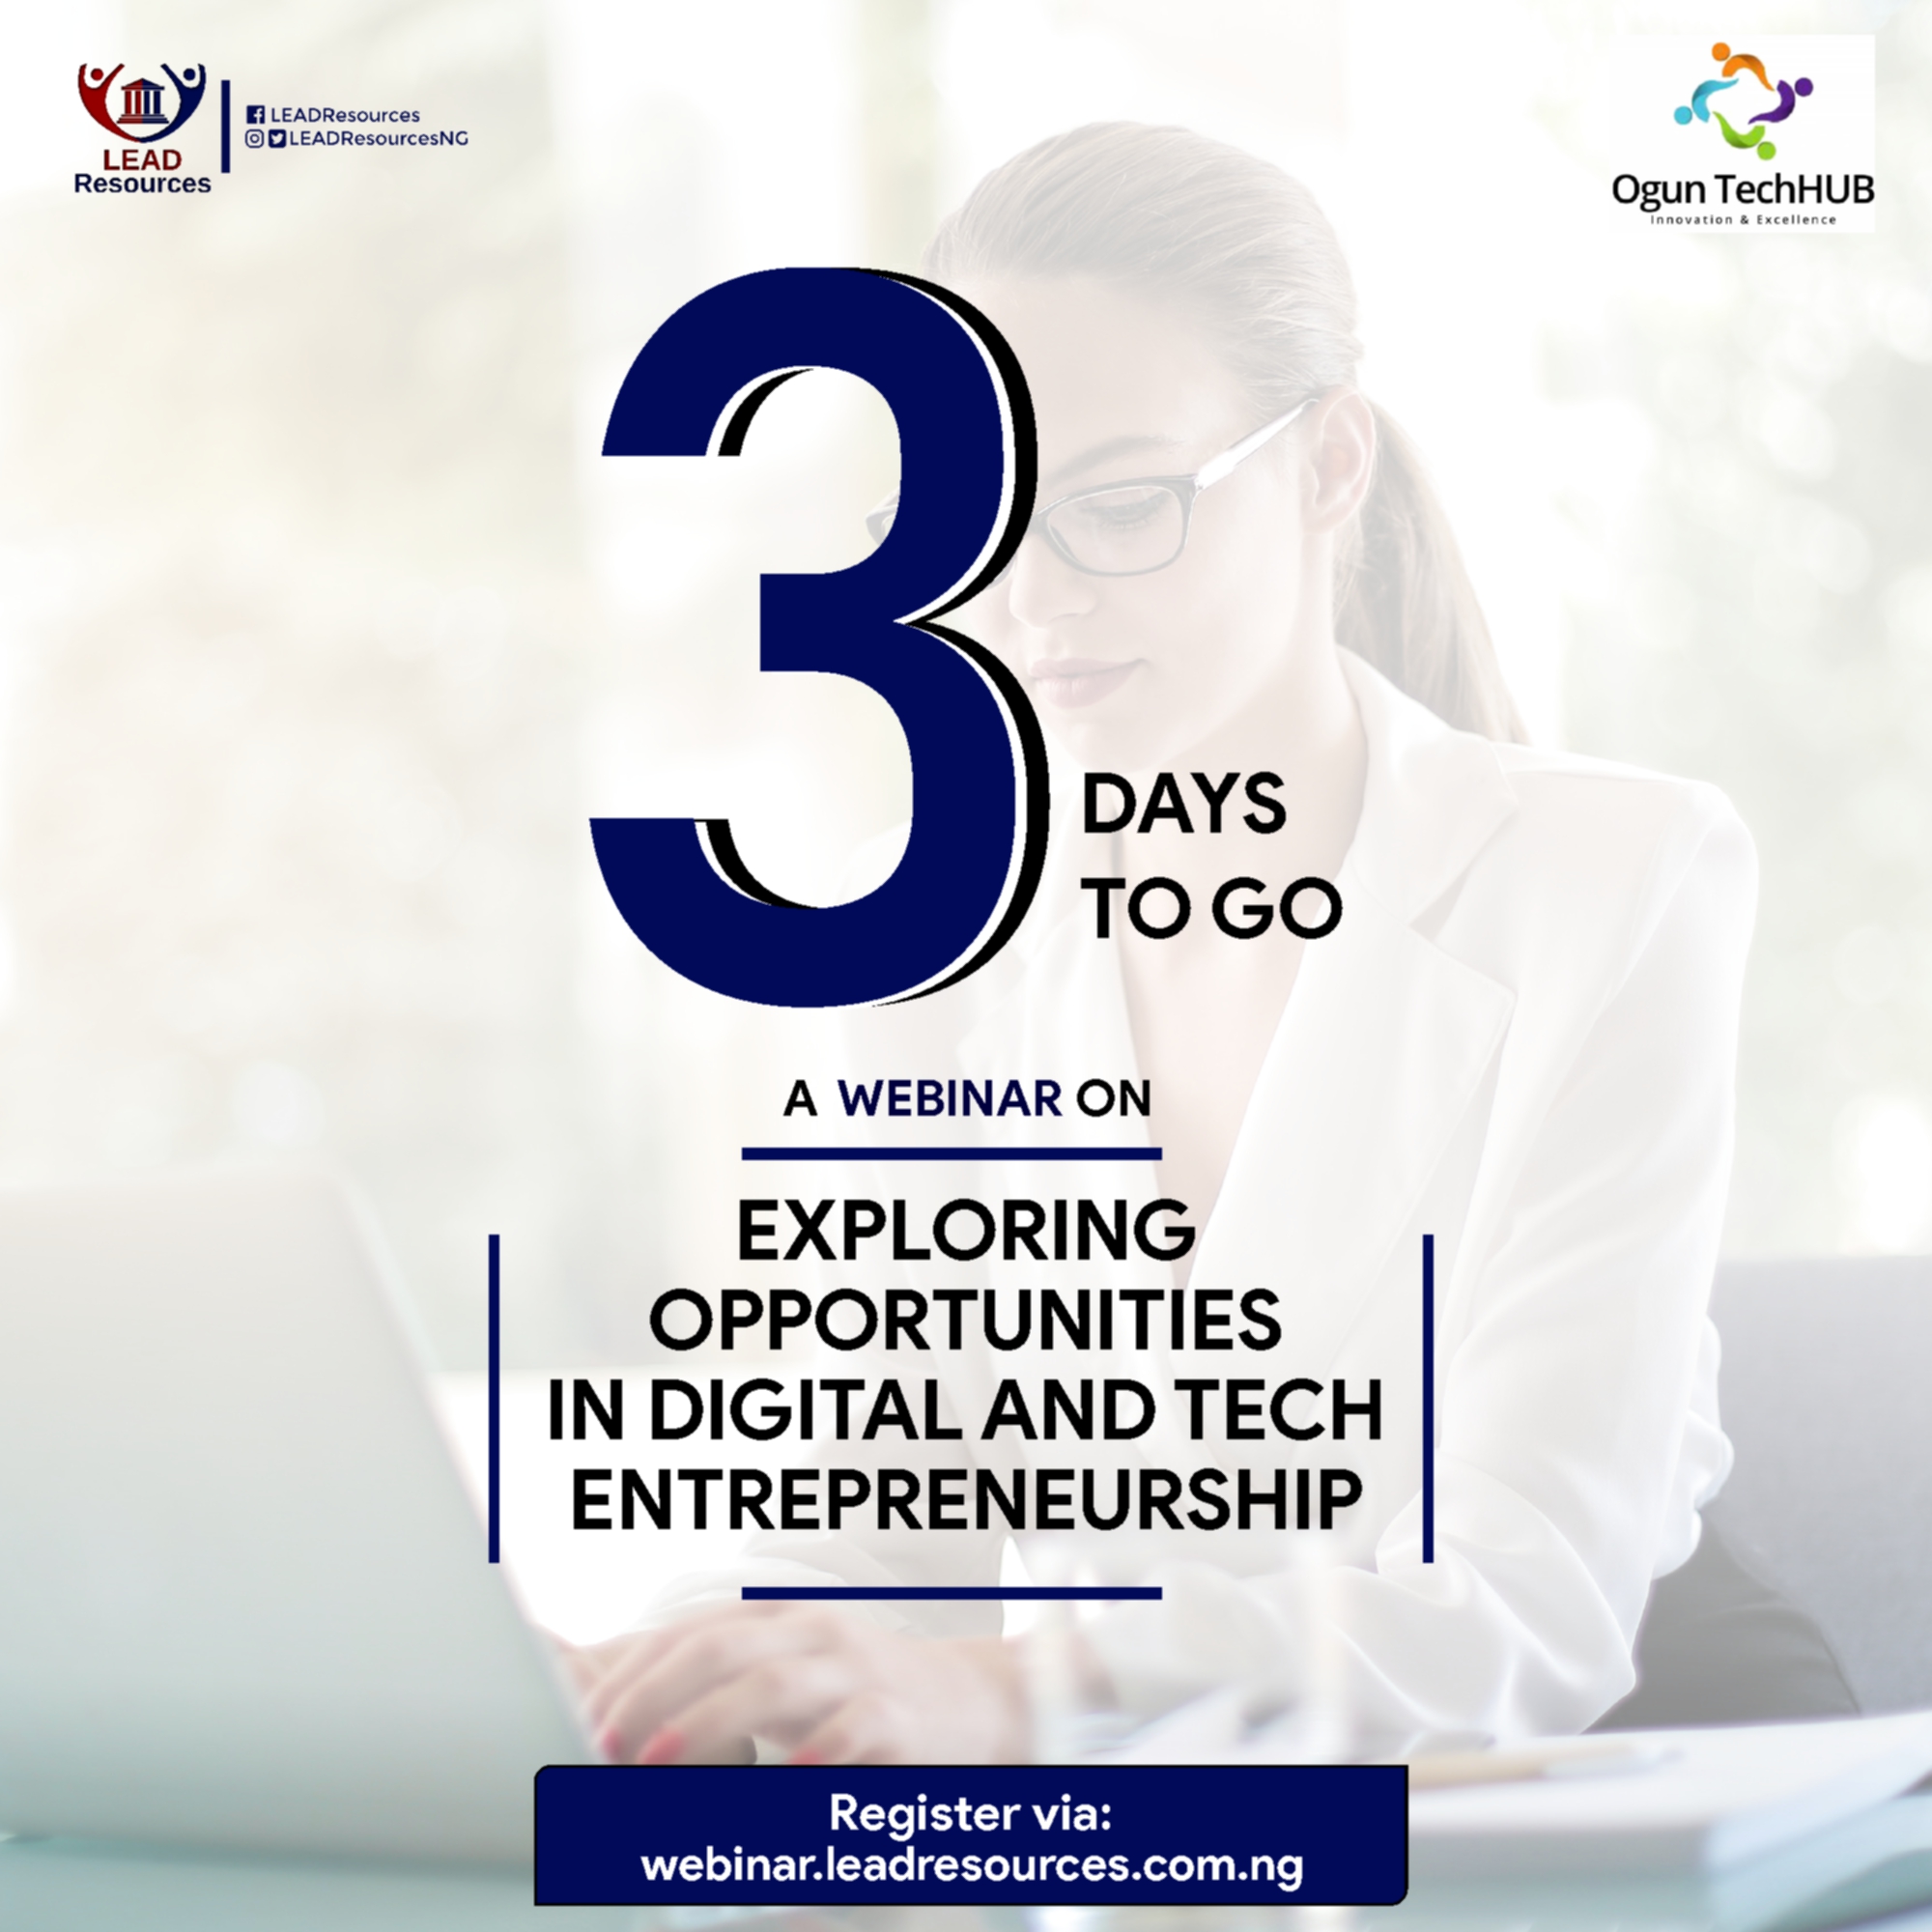 LEAD
Resources
LEADResources
LEADResourcesNG
Ogun TechHUB
Innovation & Excellence
3
DAYS
TO GO
A WEBINAR ON
EXPLORING
OPPORTUNITIES
IN DIGITAL AND TECH
ENTREPRENEURSHIP
Register via:
webinar.leadresources.com.ng